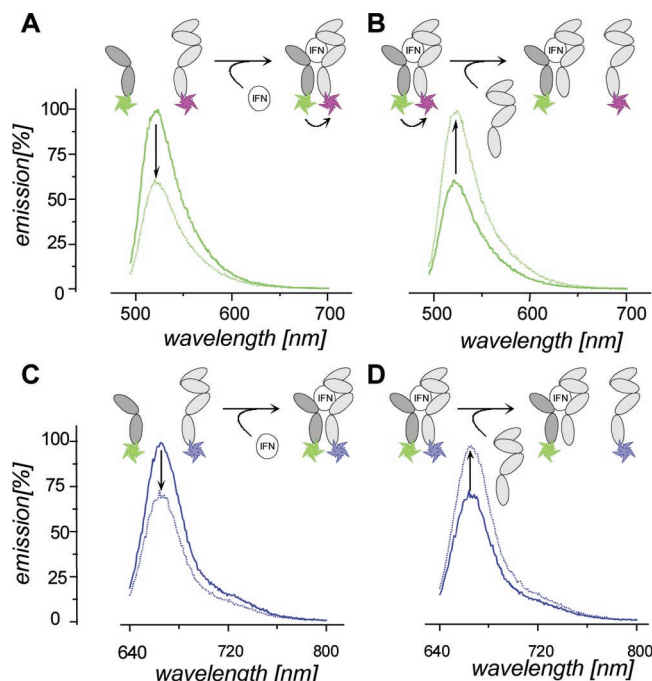 A
B
IFN
IFN
IFN
IFN
emission[%]
100
75
50
25
0
500
600
700
500
600
700
wavelength [nm]
wavelength [nm]
C
D
IFN
IFN
IFN
IFN
emission[%]
100
75
50
25
0
640
720
800
640
720
800
wavelength [nm]
wavelength [nm]